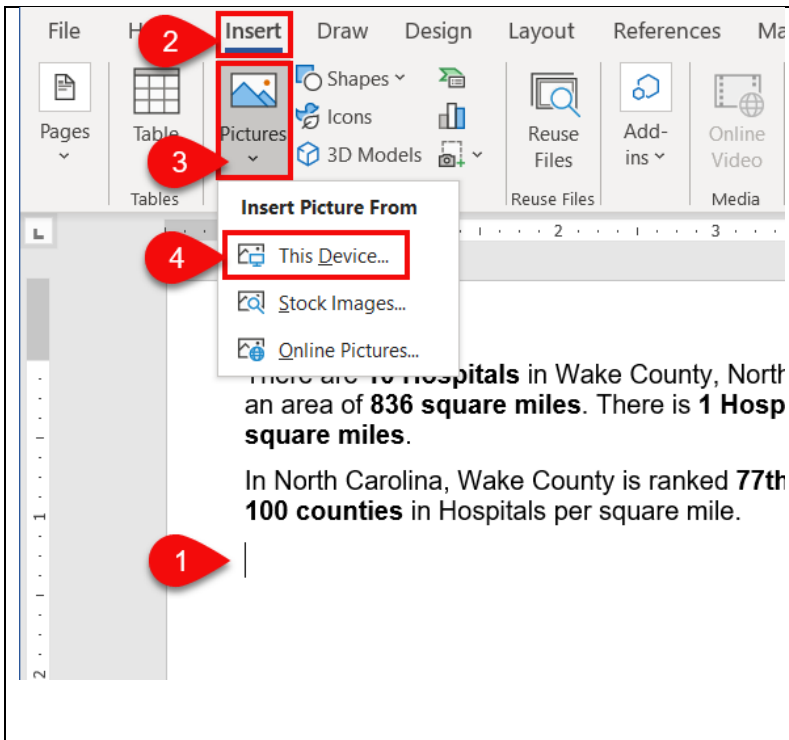 File Insert Draw Design Layout References Ma
2
Pages
Table
Pictures
Shapes
Icons
3D Models
Reuse Files
Add-ins
Online Video
3
Tables
Reuse Files
Media
Insert Picture From
This Device...
Stock Images...
Online Pictures...
4
2 3
There are 10 Hospitals in Wake County, North
an area of 836 square miles. There is 1 Hosp
square miles.
In North Carolina, Wake County is ranked 77th
100 counties in Hospitals per square mile.
1
1
2